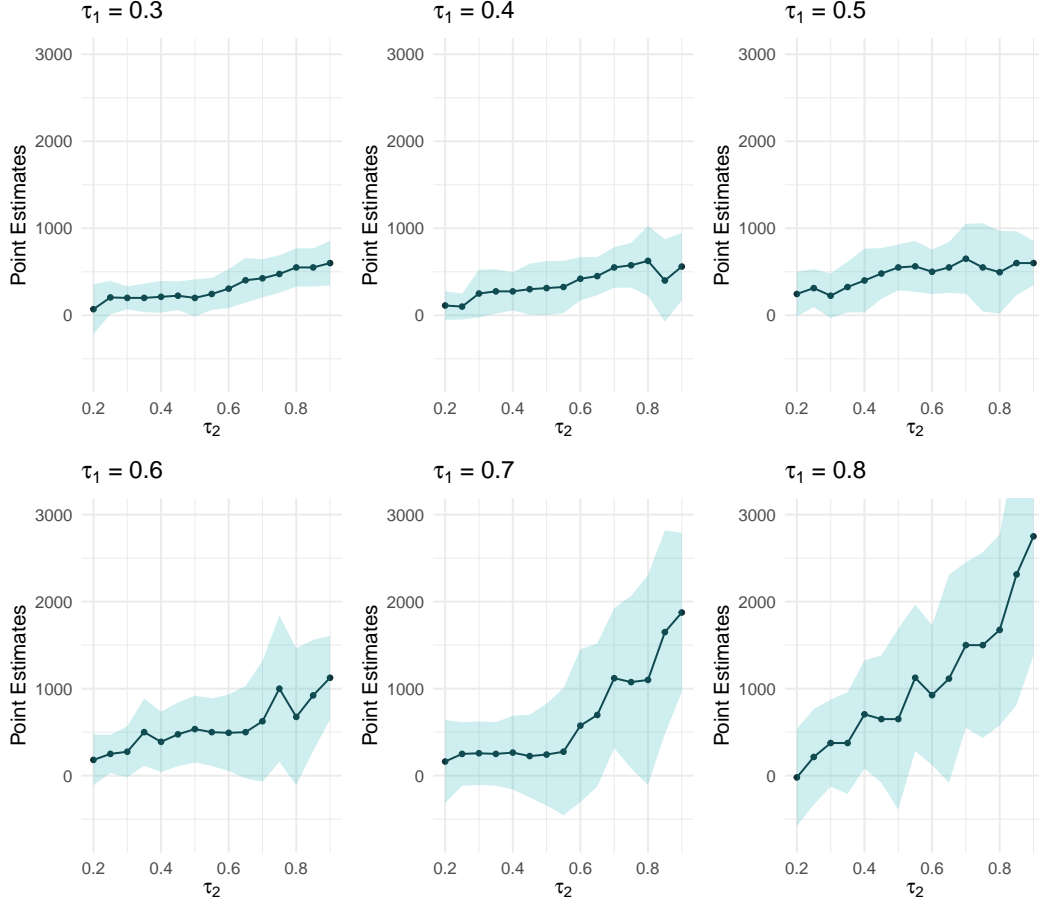 τ1 = 0.3
τ1 = 0.4
τ1 = 0.5
Point Estimates
3000
2000
1000
0
0.2 0.4 0.6 0.8
τ2
Point Estimates
3000
2000
1000
0
0.2 0.4 0.6 0.8
τ2
Point Estimates
3000
2000
1000
0
0.2 0.4 0.6 0.8
τ2
τ1 = 0.6
τ1 = 0.7
τ1 = 0.8
Point Estimates
3000
2000
1000
0
0.2 0.4 0.6 0.8
τ2
Point Estimates
3000
2000
1000
0
0.2 0.4 0.6 0.8
τ2
Point Estimates
3000
2000
1000
0
0.2 0.4 0.6 0.8
τ2